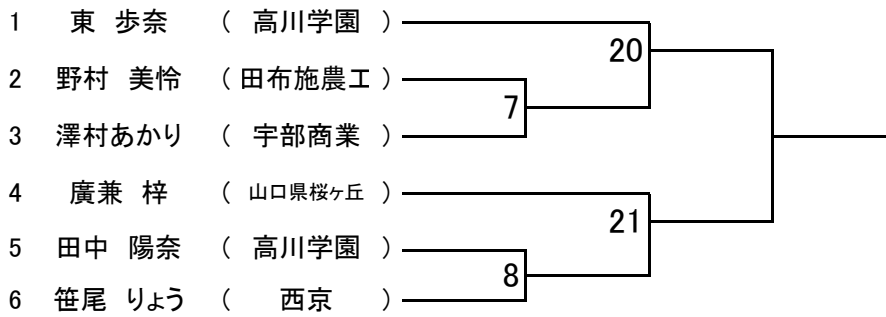 1 東 歩奈 （ 高川学園 ）
20
2 野村 美怜 （ 田布施農工 ）
7
3 澤村あかり （ 宇部商業 ）
4 廣兼 梓 （ 山口県桜ヶ丘 ）
21
5 田中 陽奈 （ 高川学園 ）
8
6 笹尾 りょう （ 西京 ）